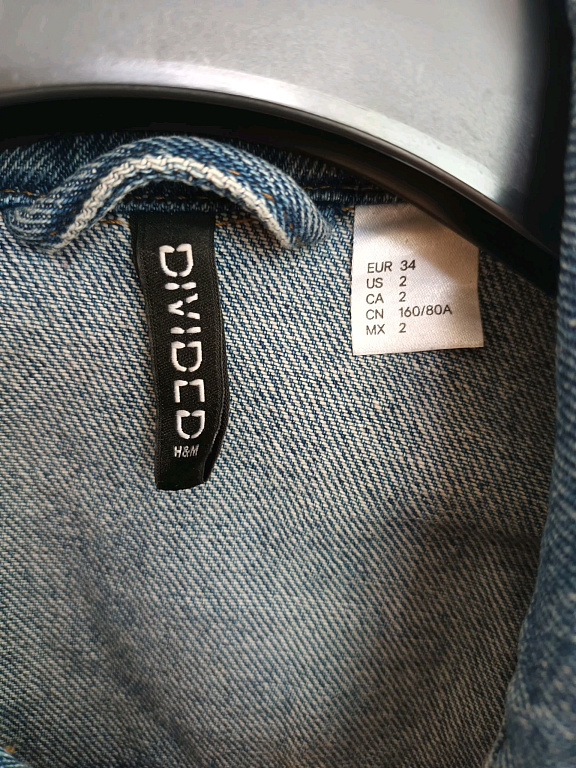 DIVIDED
H&M
EUR 34
US 2
CA 2
CN 160/80A
MX 2